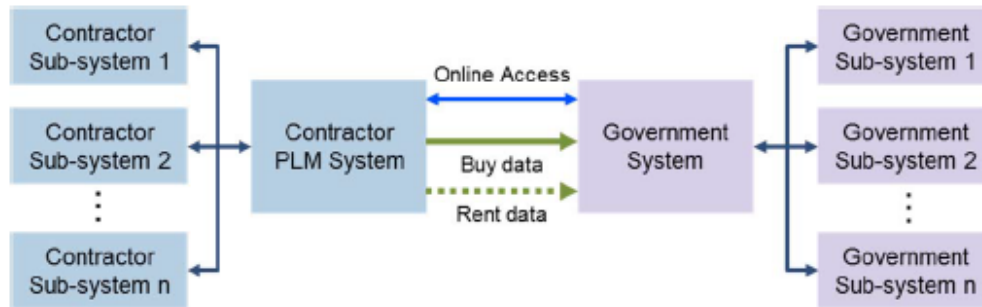 Contractor
Sub-system 1
Contractor
Sub-system 2
Contractor
Sub-system n
Contractor
PLM System
Online Access
Buy data
Rent data
Government
System
Government
Sub-system 1
Government
Sub-system 2
Government
Sub-system n